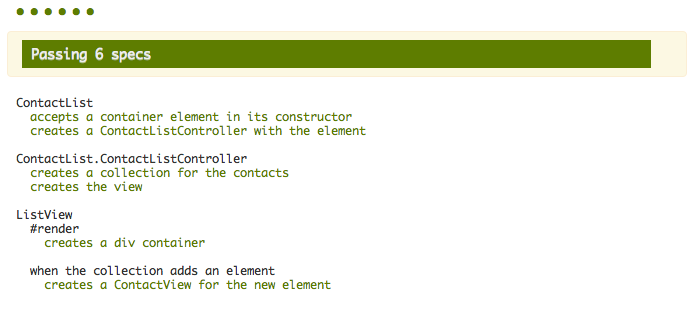 Passing 6 specs
ContactList
accepts a container element in its constructor
creates a ContactListController with the element
ContactList.ContactListController
creates a collection for the contacts
creates the view
ListView
#render
creates a div container
when the collection adds an element
creates a ContactView for the new element